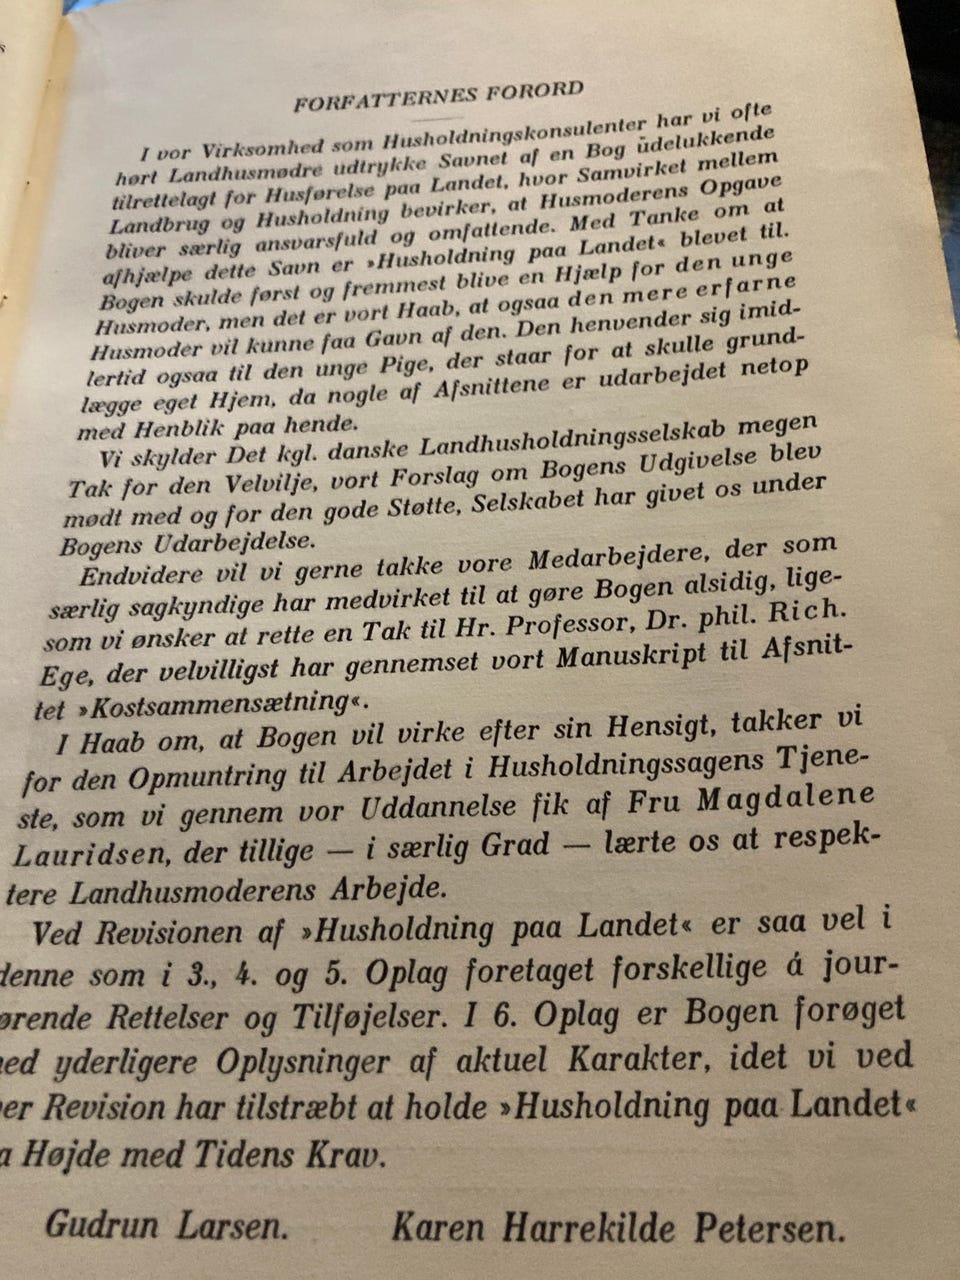 FORFATTERNES FORORD
I vor Virksomhed som Husholdningskonsulenter har vi ofte
hørt Landhusmødre udtrykke Savnet af en Bog udelukkende
tilrettelagt for Husførelse paa Landet, hvor Samvirket mellem
Landbrug og Husholdning bevirker, at Husmoderens Opgave
bliver særlig ansvarsfuld og omfattende. Med Tanke om at
afhjælpe dette Savn er »Husholdning paa Landet« blevet til.
Bogen skulde først og fremmest blive en Hjælp for den unge
Husmoder, men det er vort Haab, at ogsaa den mere erfarne
Husmoder vil kunne faa Gavn af den. Den henvender sig imid-
lertid ogsaa til den unge Pige, der staar for at skulle grund-
lægge eget Hjem, da nogle af Afsnittene er udarbejdet netop
med Henblik paa hende.
Vi skylder Det kgl. danske Landhusholdningsselskab megen
Tak for den Velvilje, vort Forslag om Bogens Udgivelse blev
mødt med og for den gode Støtte, Selskabet har givet os under
Bogens Udarbejdelse.
Endvidere vil vi gerne takke vore Medarbejdere, der som
særlig sagkyndige har medvirket til at gøre Bogen alsidig, lige-
som vi ønsker at rette en Tak til Hr. Professor, Dr. phil. Rich.
Ege, der velvilligst har gennemset vort Manuskript til Afsnit-
tet »Kostsammensætning«.
I Haab om, at Bogen vil virke efter sin Hensigt, takker vi
for den Opmuntring til Arbejdet i Husholdningssagens Tjene-
ste, som vi gennem vor Uddannelse fik af Fru Magdalene
Lauridsen, der tillige — i særlig Grad — lærte os at respek-
tere Landhusmoderens Arbejde.
Ved Revisionen af »Husholdning paa Landet« er saa vel i
denne som i 3., 4. og 5. Oplag foretaget forskellige á jour-
ørende Rettelser og Tilføjelser. I 6. Oplag er Bogen forøget
ed yderligere Oplysninger af aktuel Karakter, idet vi ved
er Revision har tilstræbt at holde »Husholdning paa Landet«
a Højde med Tidens Krav.
Gudrun Larsen. Karen Harrekilde Petersen.